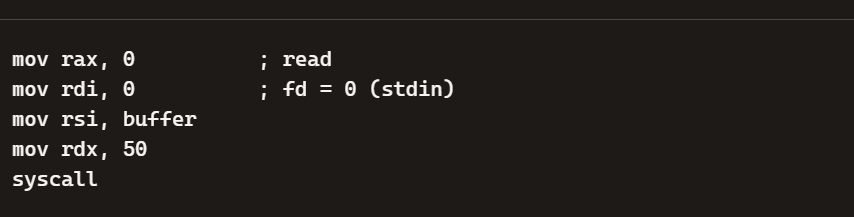 mov rax, 0          ; read
mov rdi, 0          ; fd = 0 (stdin)
mov rsi, buffer
mov rdx, 50
syscall